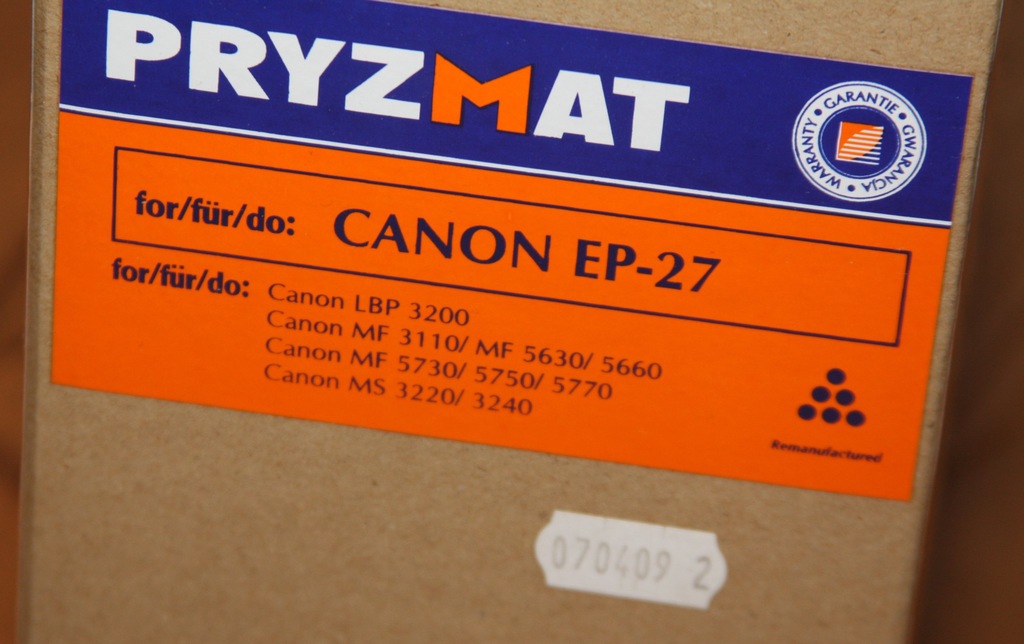 PRYZMAT
GARANTIE • GWARANCJA • WARRANTY •
for/für/do: CANON EP-27
for/für/do: Canon LBP 3200
Canon MF 3110/ MF 5630/ 5660
Canon MF 5730/ 5750/ 5770
Canon MS 3220/ 3240
Remanufactured
070409 2